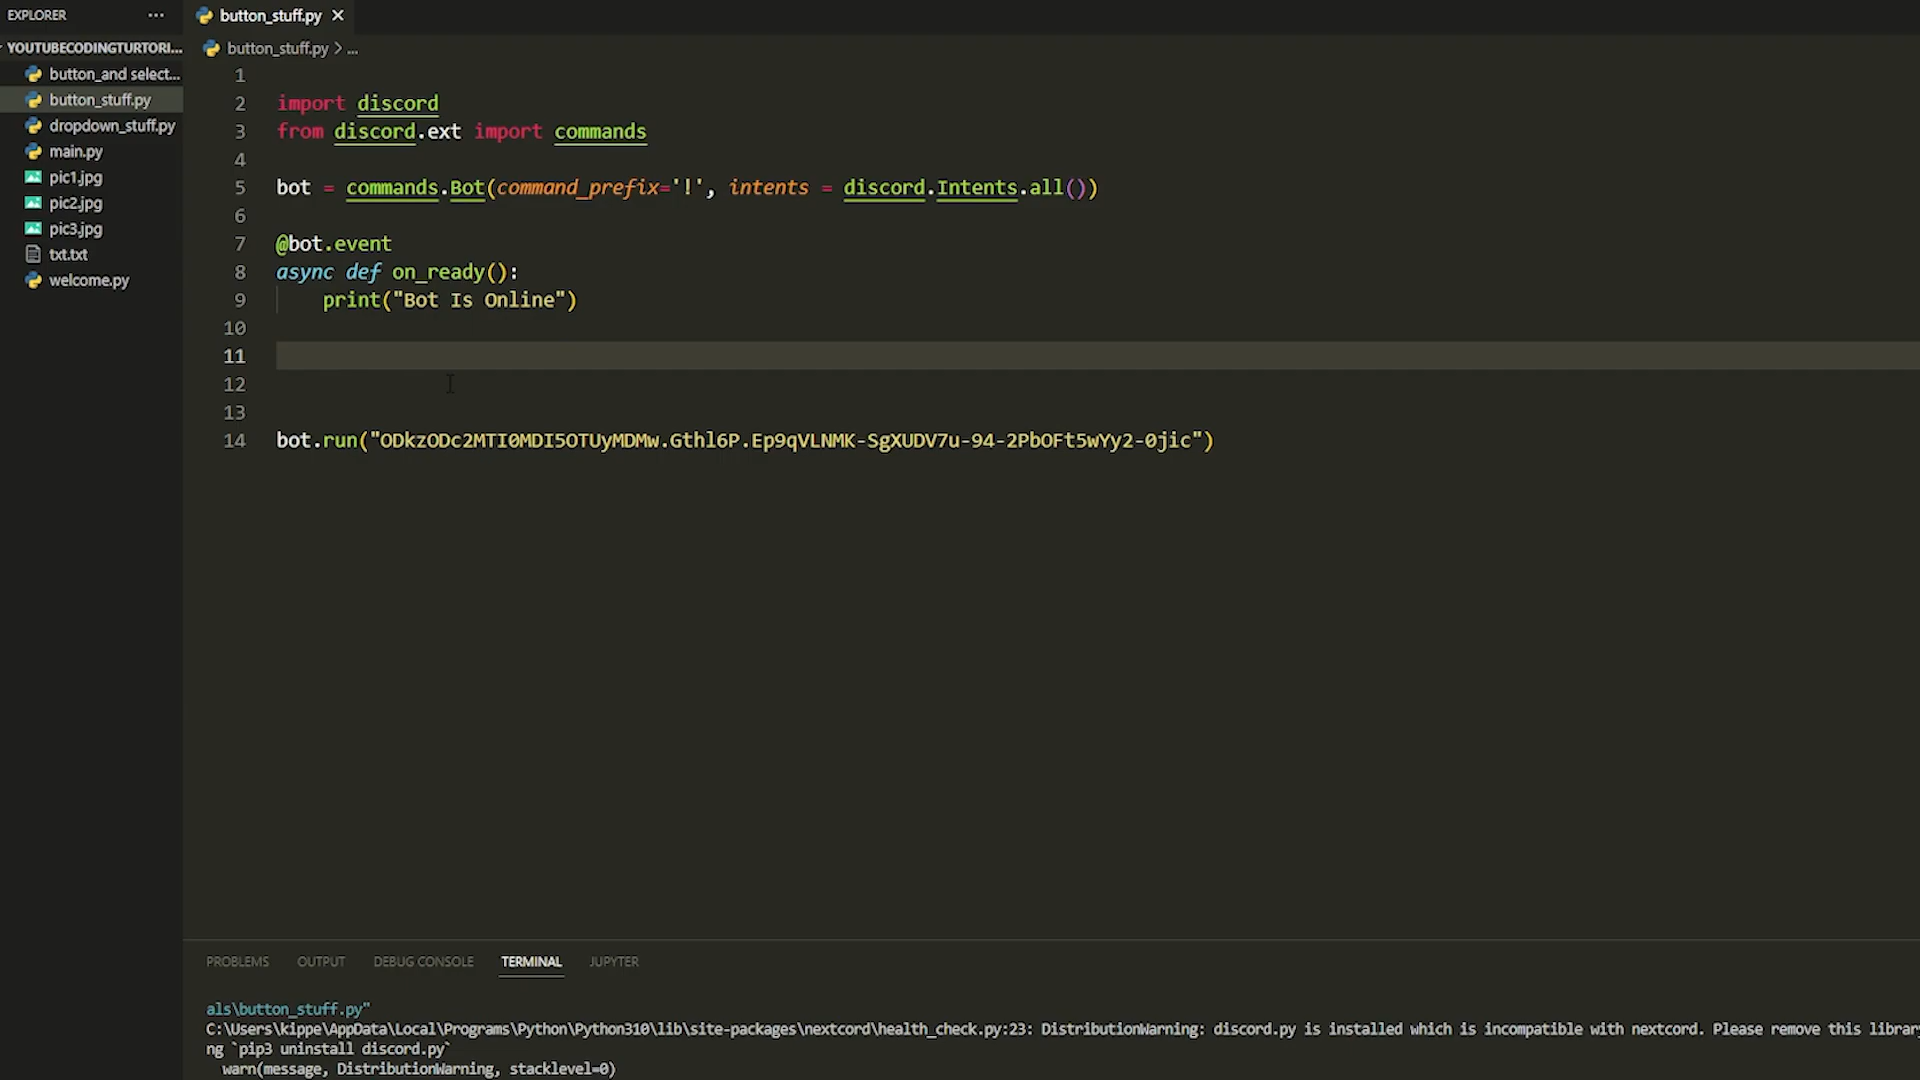 EXPLORER ...
button_stuff.py
YOUTUBECODINGTURTORI...
button_and select...
button_stuff.py
dropdown_stuff.py
main.py
pic1.jpg
pic2.jpg
pic3.jpg
txt.txt
welcome.py
button_stuff.py > ...
1
2 import discord
3 from discord.ext import commands
4
5 bot = commands.Bot(command_prefix='!', intents = discord.Intents.all())
6
7 @bot.event
8 async def on_ready():
9 print("Bot Is Online")
10
11
12
13
14 bot.run("ODkzODc2MTI0MDI5OTUyMDMw.Gthl6P.Ep9qVLNMK-SgXUDV7u-94-2PbOFt5wYy2-0jic")
PROBLEMS OUTPUT DEBUG CONSOLE TERMINAL JUPYTER
als\button_stuff.py"
C:\Users\kippe\AppData\Local\Programs\Python\Python310\lib\site-packages\nextcord\health_check.py:23: DistributionWarning: discord.py is installed which is incompatible with nextcord. Please remove this library
ng `pip3 uninstall discord.py`
warn(message, DistributionWarning, stacklevel=0)